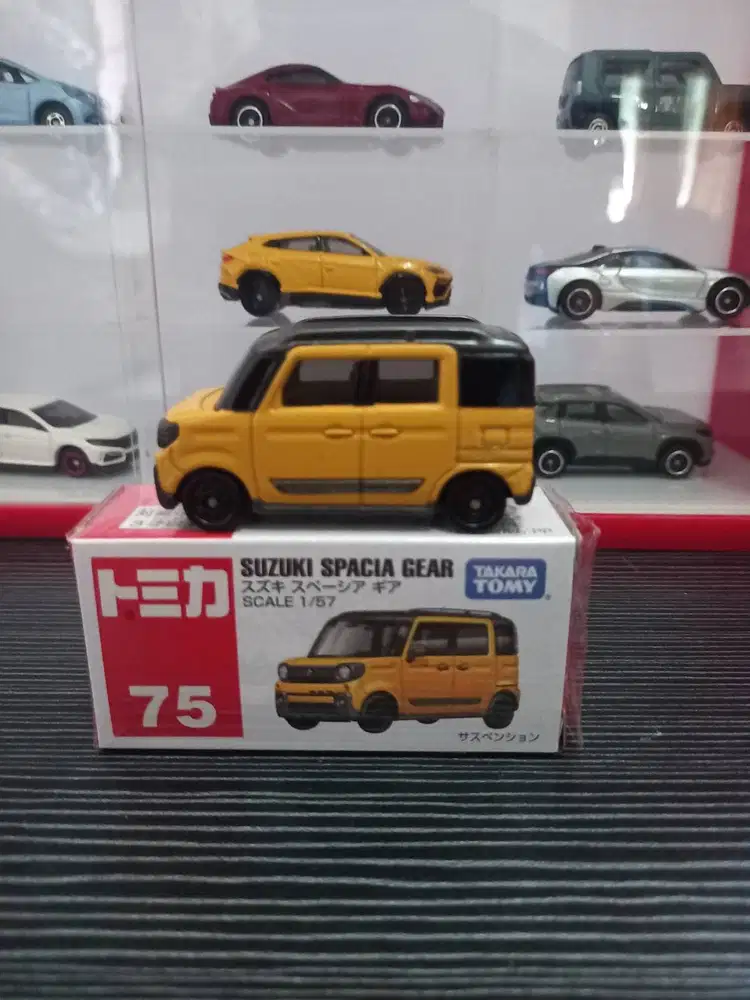 トミカ
75
SUZUKI SPACIA GEAR
スズキ スペーシア ギア
SCALE 1/57
TAKARA
TOMY
サスペンション